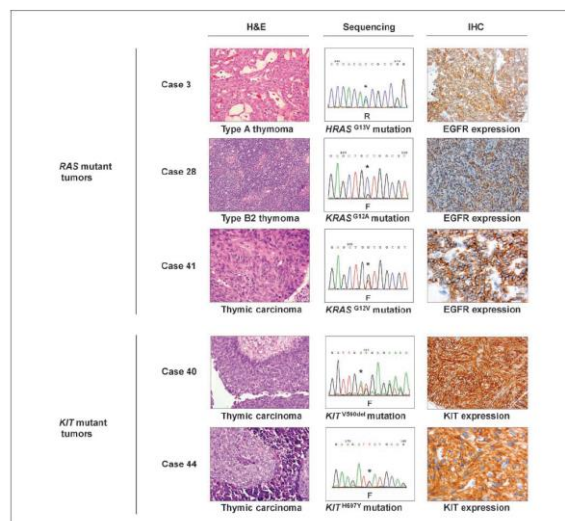 H&E Sequencing IHC
RAS mutant tumors
Case 3
Type A thymoma
R
HRAS G13V mutation
EGFR expression
Case 28
Type B2 thymoma
F
KRAS G12A mutation
EGFR expression
Case 41
Thymic carcinoma
F
KRAS G12V mutation
EGFR expression
KIT mutant tumors
Case 40
Thymic carcinoma
F
KIT mutation
KIT expression
Case 44
Thymic carcinoma
F
KIT mutation
KIT expression